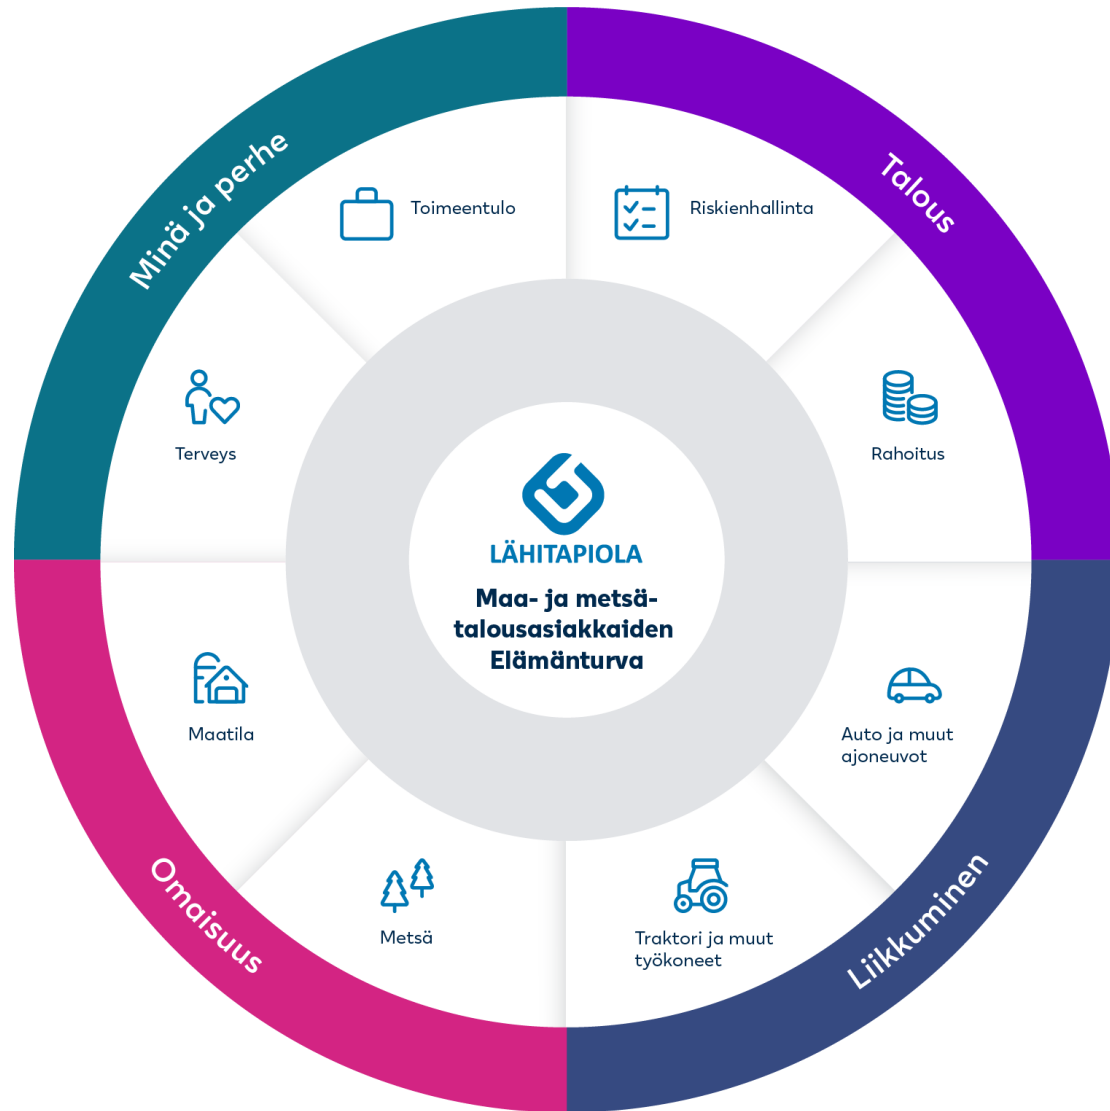 Minä ja perhe
Talous
Toimeentulo
Riskienhallinta
Terveys
Rahoitus
LÄHITAPIOLA
Maa- ja metsä-
talousasiakkaiden
Elämänturva
Maatila
Auto ja muut
ajoneuvot
Metsä
Traktori ja muut
työkoneet
Omaisuus
Liikkuminen